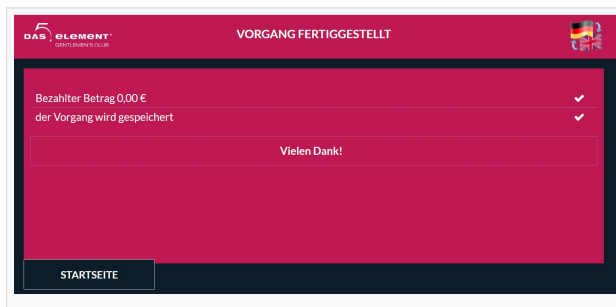 DAS 5 ELEMENT
GENTLEMEN'S CLUB
VORGANG FERTIGGESTELLT
Bezahlter Betrag 0,00 €
der Vorgang wird gespeichert
Vielen Dank!
STARTSEITE